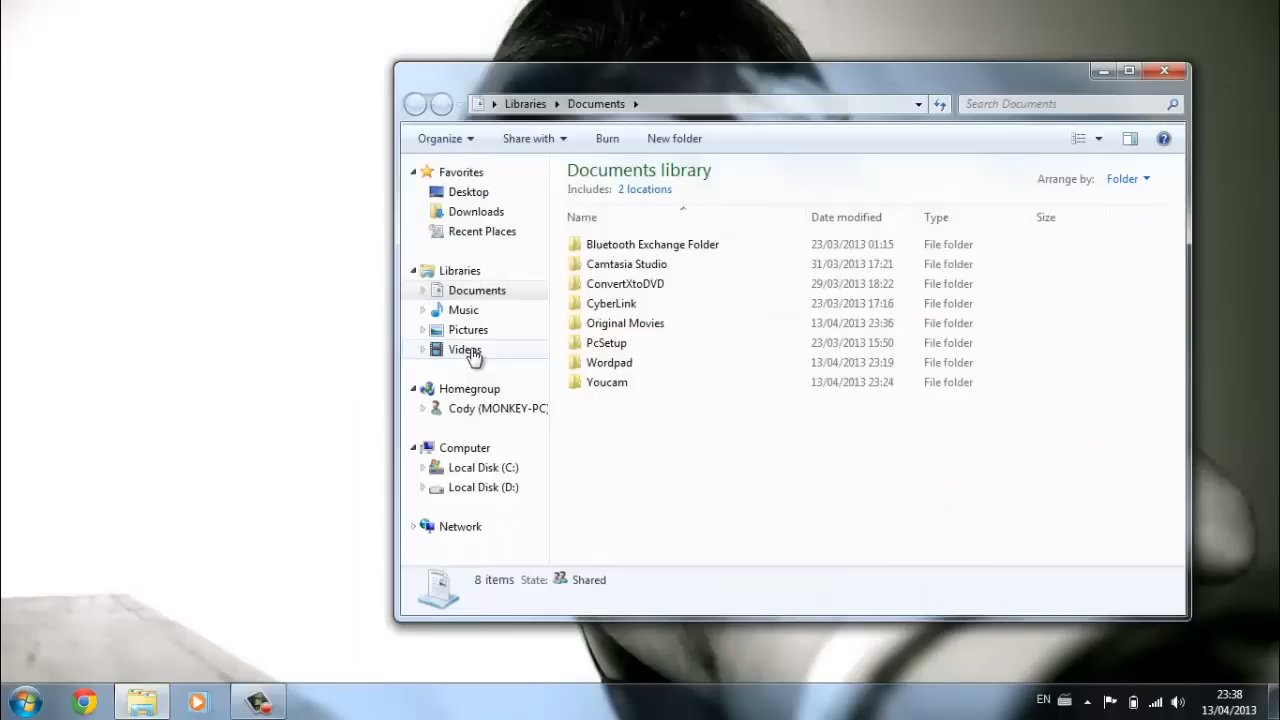 Libraries Documents
Search Documents
Organize Share with Burn New folder
Favorites
Desktop
Downloads
Recent Places
Libraries
Documents
Music
Pictures
Videos
Homegroup
Cody (MONKEY-PC)
Computer
Local Disk (C:)
Local Disk (D:)
Network
Documents library
Includes: 2 locations
Arrange by: Folder
Name Date modified Type Size
Bluetooth Exchange Folder 23/03/2013 01:15 File folder
Camtasia Studio 31/03/2013 17:21 File folder
ConvertXtoDVD 29/03/2013 18:22 File folder
CyberLink 23/03/2013 17:16 File folder
Original Movies 13/04/2013 23:36 File folder
PcSetup 23/03/2013 15:50 File folder
Wordpad 13/04/2013 23:19 File folder
Youcam 13/04/2013 23:24 File folder
8 items State: Shared
EN
23:38
13/04/2013